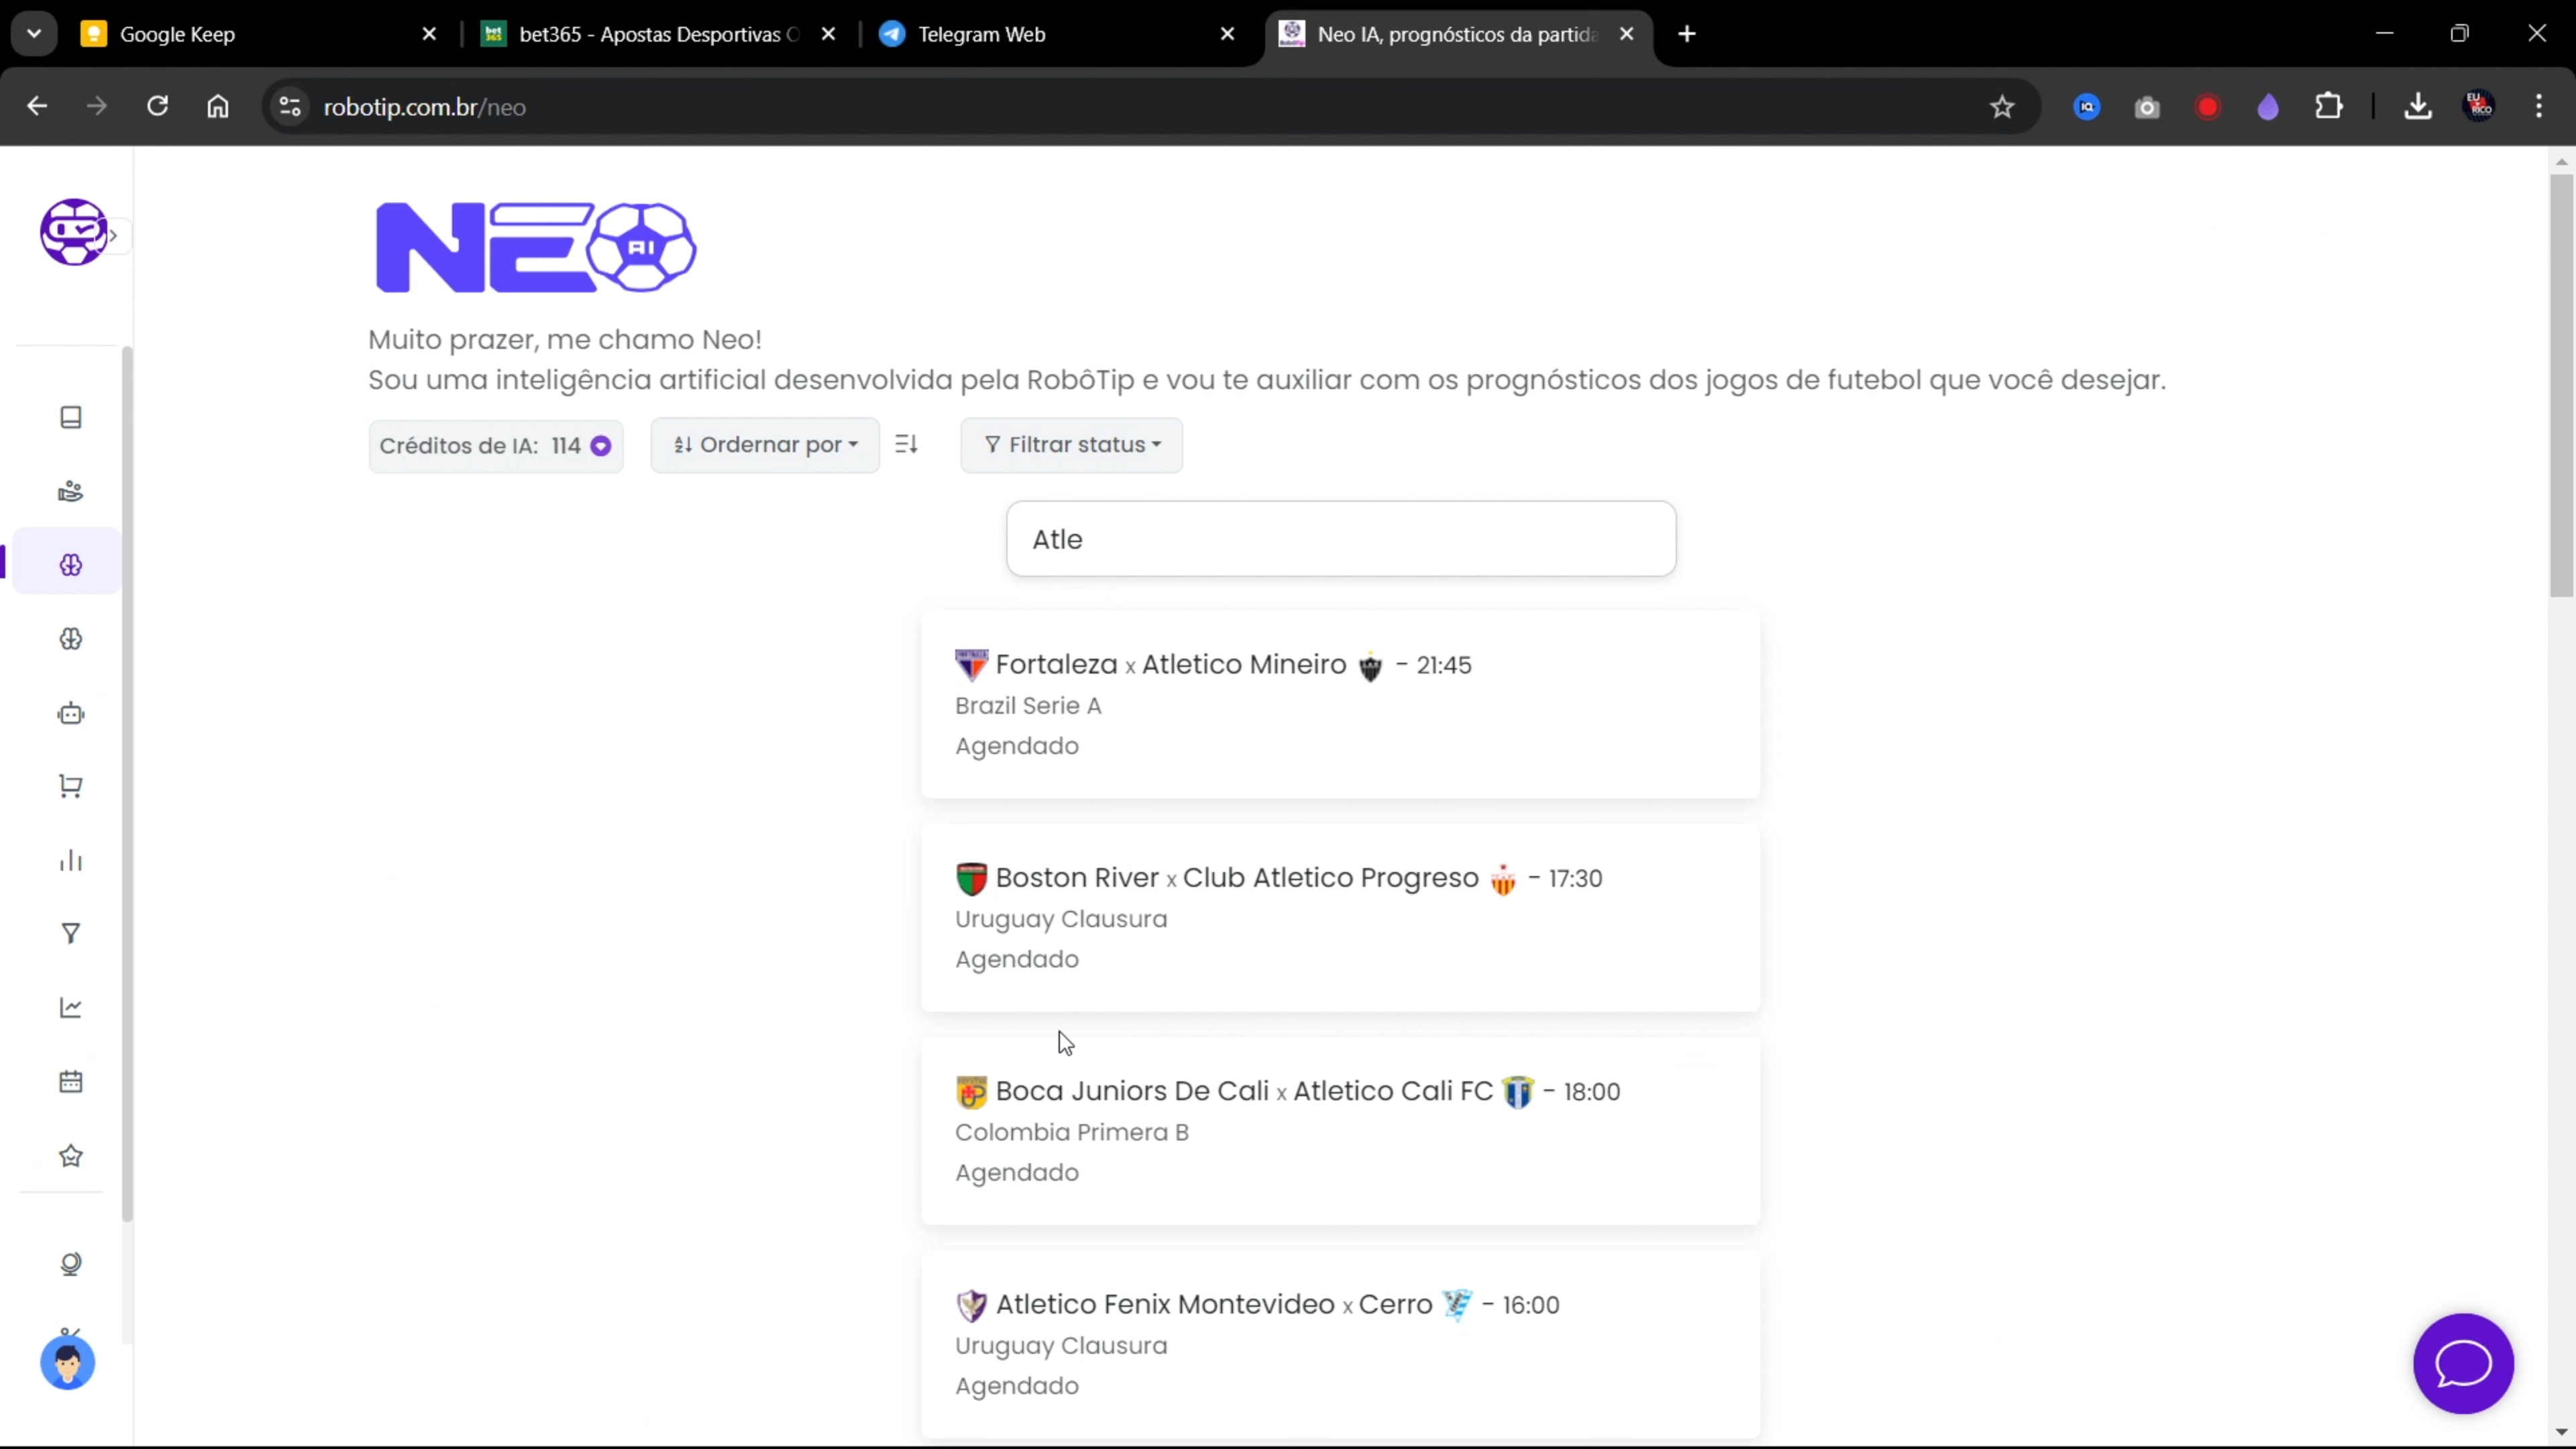 Google Keep
bet365 - Apostas Desportivas O
Telegram Web
Neo IA, prognósticos da partida
robotip.com.br/neo
IQ
EU RICO
NEO AI
Muito prazer, me chamo Neo!
Sou uma inteligência artificial desenvolvida pela RobôTip e vou te auxiliar com os prognósticos dos jogos de futebol que você desejar.
Créditos de IA: 114
Ordernar por
Filtrar status
Atle
Fortaleza x Atletico Mineiro - 21:45
Brazil Serie A
Agendado
Boston River x Club Atletico Progreso - 17:30
Uruguay Clausura
Agendado
Boca Juniors De Cali x Atletico Cali FC - 18:00
Colombia Primera B
Agendado
Atletico Fenix Montevideo x Cerro - 16:00
Uruguay Clausura
Agendado